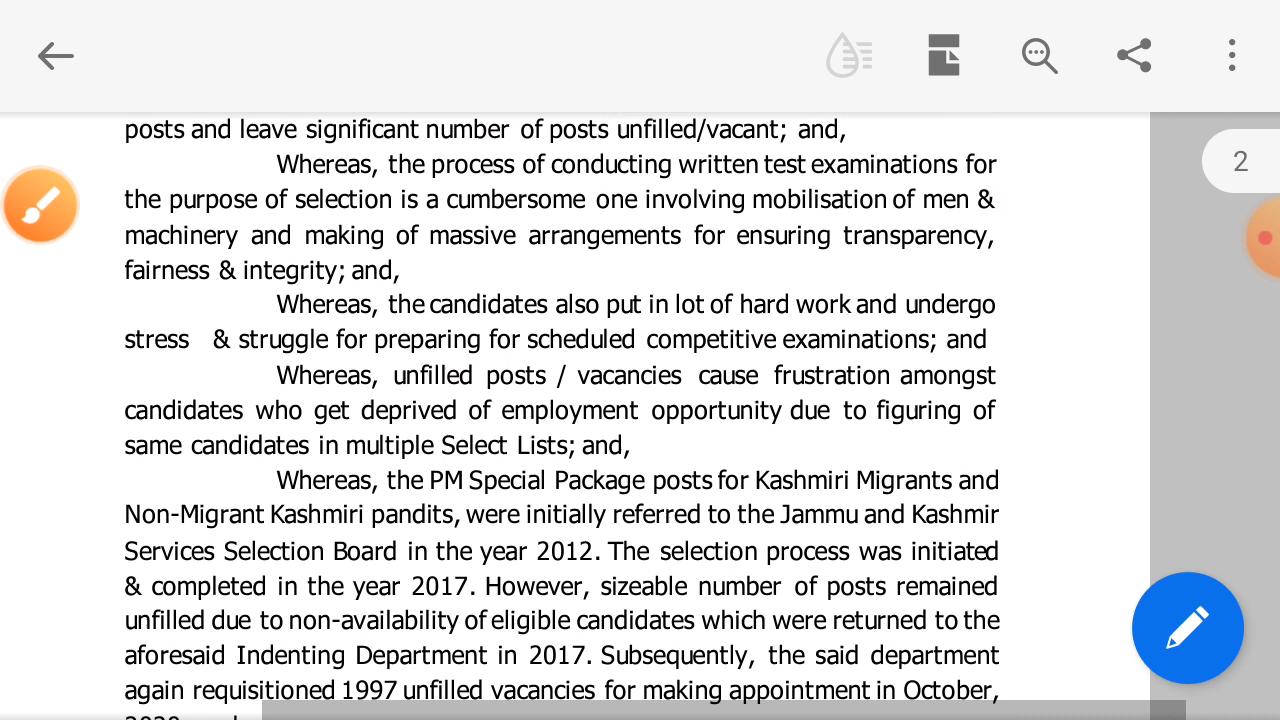 2
posts and leave significant number of posts unfilled/vacant; and,
Whereas, the process of conducting written test examinations for
the purpose of selection is a cumbersome one involving mobilisation of men &
machinery and making of massive arrangements for ensuring transparency,
fairness & integrity; and,
Whereas, the candidates also put in lot of hard work and undergo
stress & struggle for preparing for scheduled competitive examinations; and
Whereas, unfilled posts / vacancies cause frustration amongst
candidates who get deprived of employment opportunity due to figuring of
same candidates in multiple Select Lists; and,
Whereas, the PM Special Package posts for Kashmiri Migrants and
Non-Migrant Kashmiri pandits, were initially referred to the Jammu and Kashmir
Services Selection Board in the year 2012. The selection process was initiated
& completed in the year 2017. However, sizeable number of posts remained
unfilled due to non-availability of eligible candidates which were returned to the
aforesaid Indenting Department in 2017. Subsequently, the said department
again requisitioned 1997 unfilled vacancies for making appointment in October,